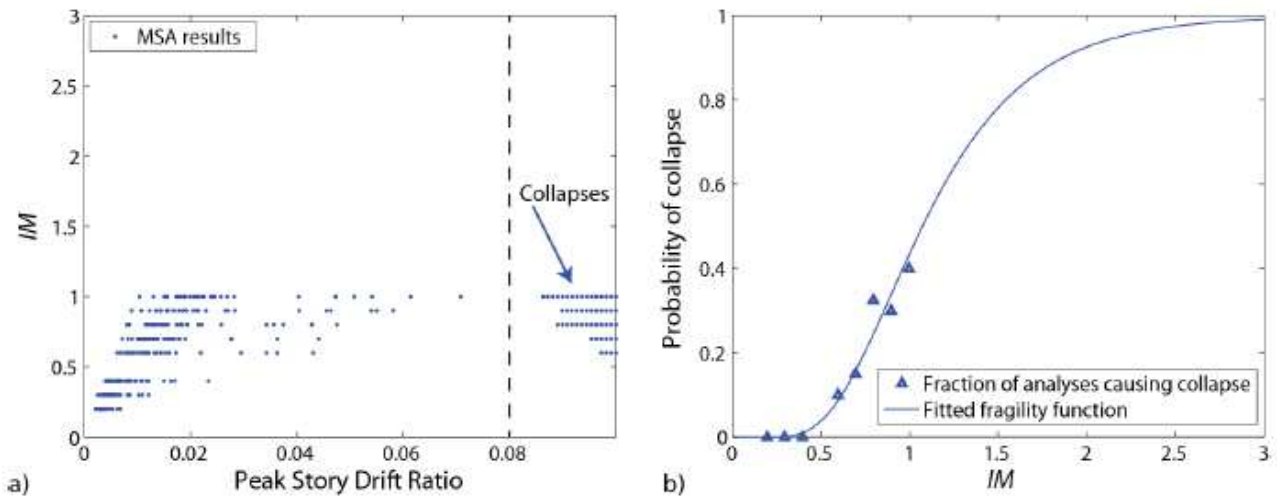 3
MSA results
2.5
2
Collapses
1.5
IM
1
0.5
0
0
0.02
0.04
0.06
0.08
Peak Story Drift Ratio
a)
1
0.8
0.6
Probability of collapse
0.4
0.2
Fraction of analyses causing collapse
Fitted fragility function
0
0
0.5
1
1.5
2
2.5
3
IM
b)